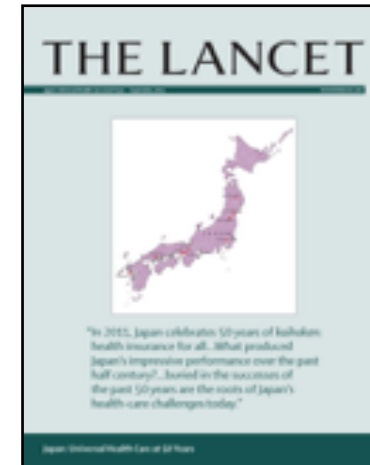 THE LANCET
"In 2011, Japan celebrates 50 years of kaihoken:
health insurance for all...What produced
Japan's impressive performance over the past
half century?...buried in the successes of
the past 50 years are the roots of Japan's
health-care challenges today."
Japan: Universal Health Care at 50 Years